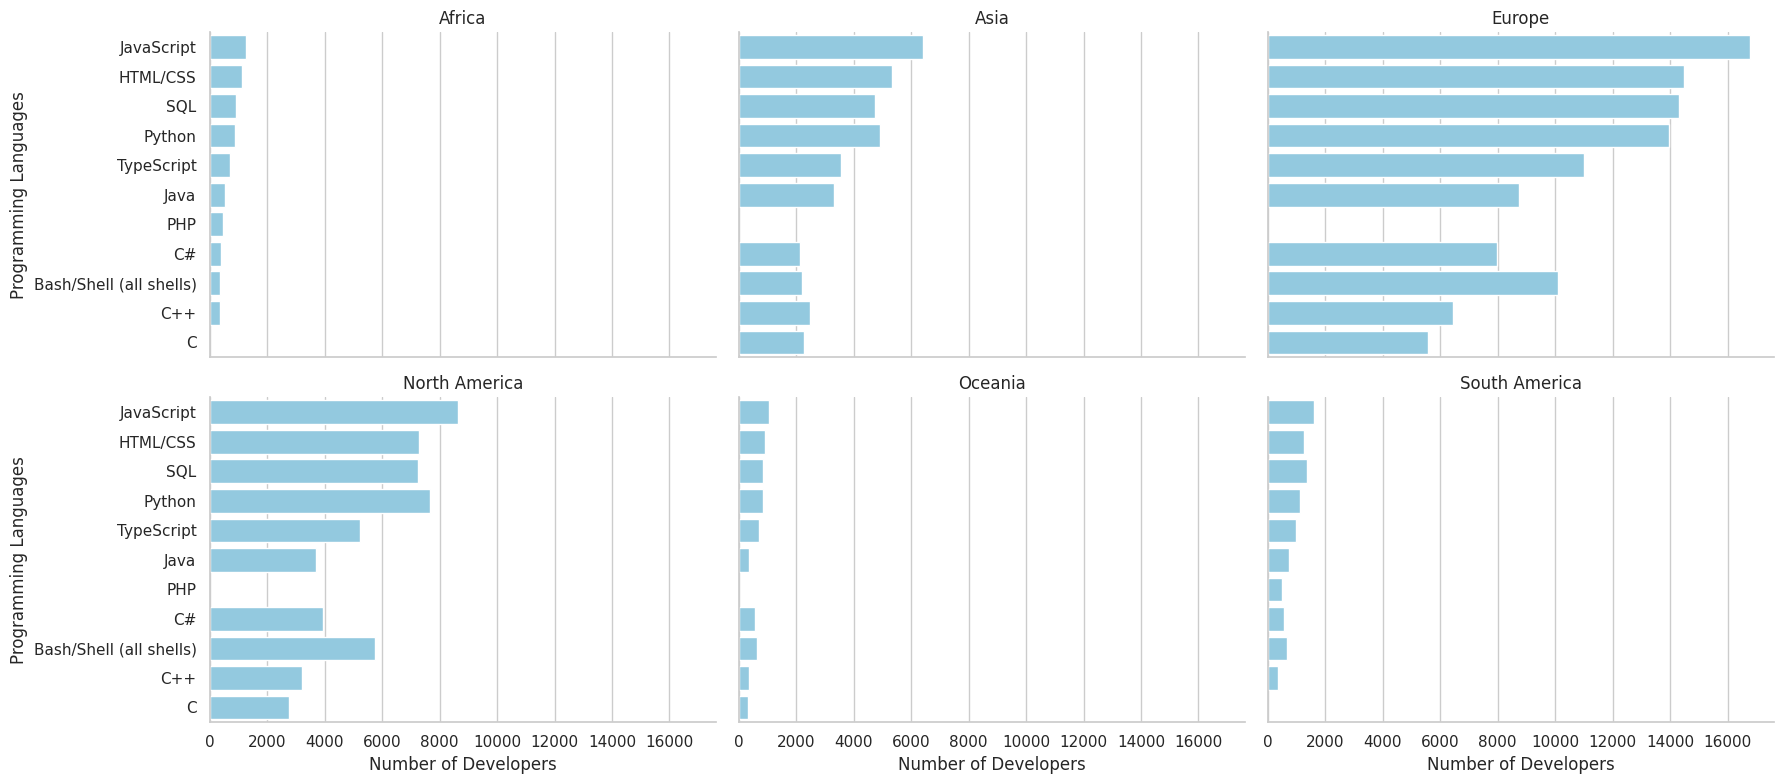 Africa
Asia
Europe
Programming Languages
JavaScript
HTML/CSS
SQL
Python
TypeScript
Java
PHP
C#
Bash/Shell (all shells)
C++
C
North America
Oceania
South America
Programming Languages
JavaScript
HTML/CSS
SQL
Python
TypeScript
Java
PHP
C#
Bash/Shell (all shells)
C++
C
0 2000 4000 6000 8000 10000 12000 14000 16000
0 2000 4000 6000 8000 10000 12000 14000 16000
0 2000 4000 6000 8000 10000 12000 14000 16000
Number of Developers
Number of Developers
Number of Developers